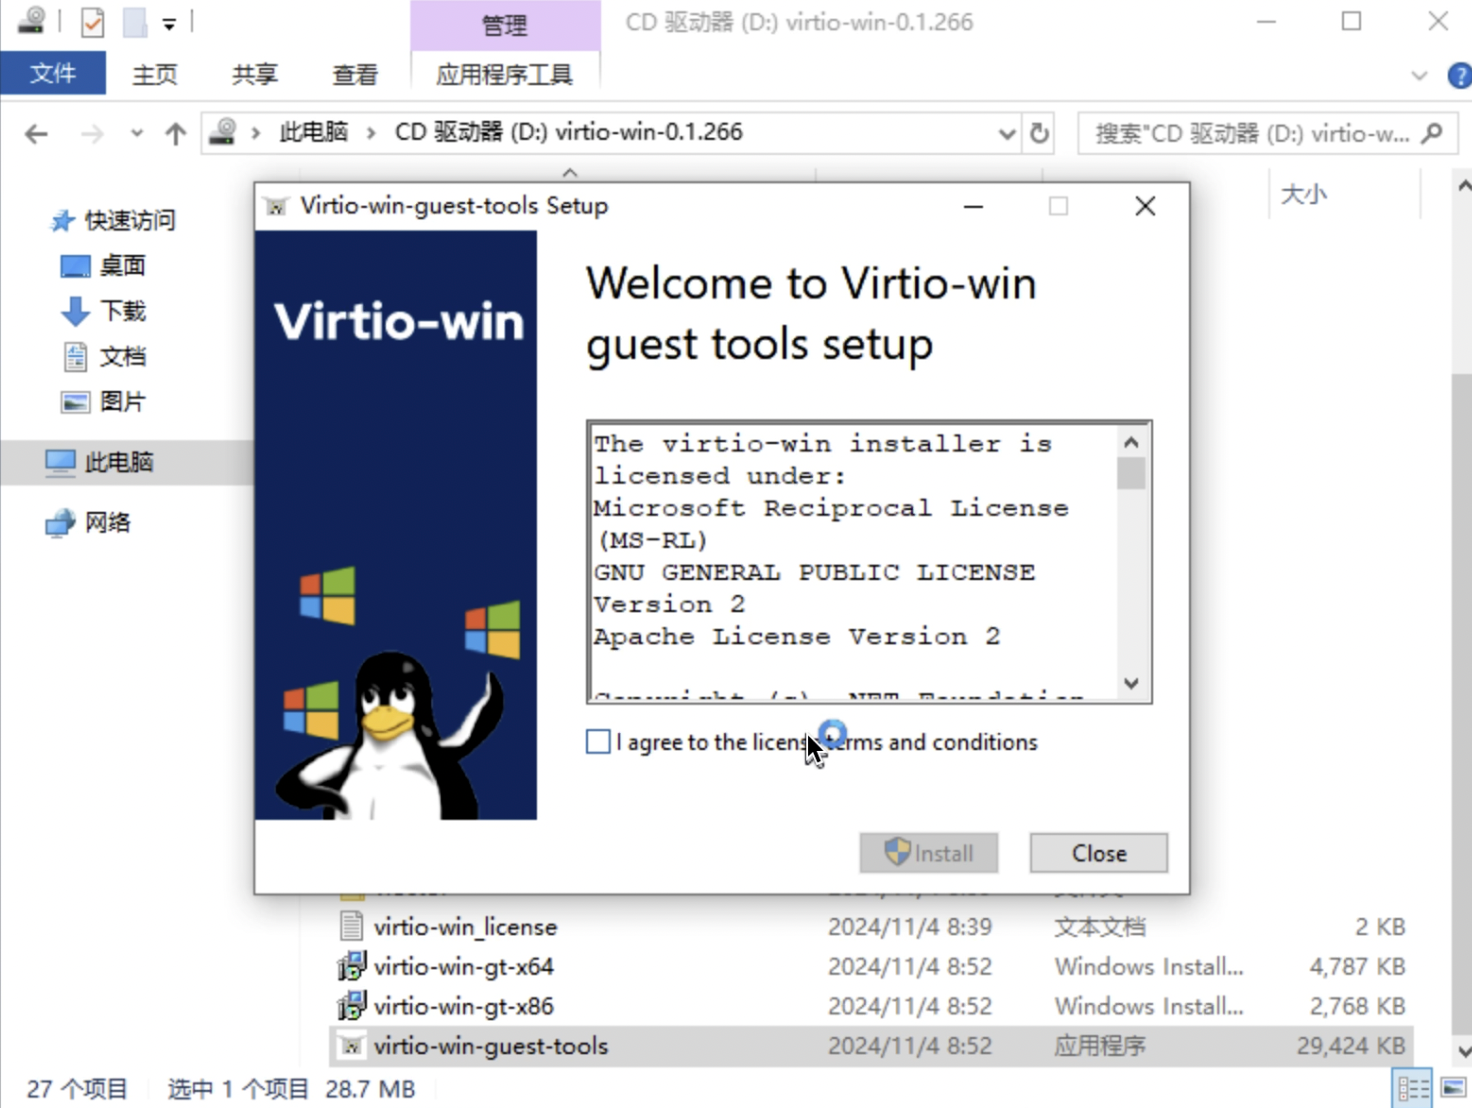 管理
CD 驱动器 (D:) virtio-win-0.1.266
文件
主页
共享
查看
应用程序工具
此电脑
CD 驱动器 (D:) virtio-win-0.1.266
搜索"CD 驱动器 (D:) virtio-w...
大小
快速访问
桌面
下载
文档
图片
此电脑
网络
Virtio-win-guest-tools Setup
Virtio-win
Welcome to Virtio-win
guest tools setup
The virtio-win installer is
licensed under:
Microsoft Reciprocal License
(MS-RL)
GNU GENERAL PUBLIC LICENSE
Version 2
Apache License Version 2
Copyright (c) .NET Foundation
I agree to the license terms and conditions
Install
Close
virtio-win_license 2024/11/4 8:39 文本文档 2 KB
virtio-win-gt-x64 2024/11/4 8:52 Windows Install... 4,787 KB
virtio-win-gt-x86 2024/11/4 8:52 Windows Install... 2,768 KB
virtio-win-guest-tools 2024/11/4 8:52 应用程序 29,424 KB
27 个项目 选中 1 个项目 28.7 MB